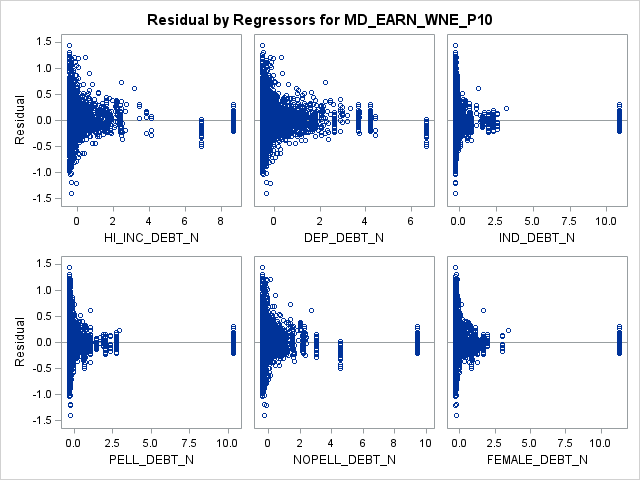 Residual by Regressors for MD_EARN_WNE_P10
1.5
1.0
0.5
0.0
-0.5
-1.0
-1.5
Residual
0 2 4 6 8
HI_INC_DEBT_N
0 2 4 6
DEP_DEBT_N
0.0 2.5 5.0 7.5 10.0
IND_DEBT_N
1.5
1.0
0.5
0.0
-0.5
-1.0
-1.5
Residual
0.0 2.5 5.0 7.5 10.0
PELL_DEBT_N
0 2 4 6 8 10
NOPELL_DEBT_N
0.0 2.5 5.0 7.5 10.0
FEMALE_DEBT_N